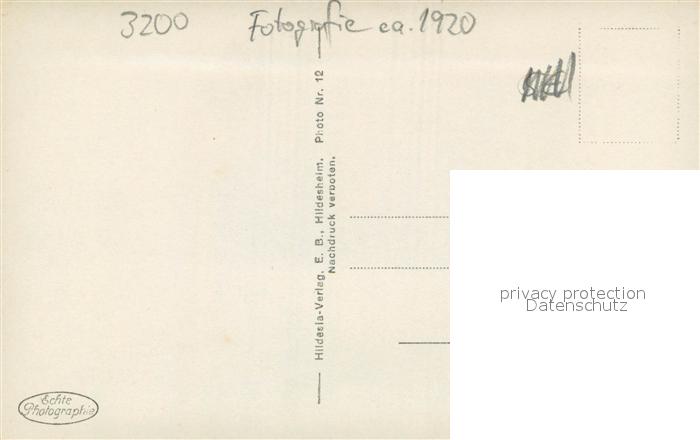 3200 Fotografie ca. 1920
Hildesia-Verlag, E. B., Hildesheim. Photo Nr. 12
Nachdruck verboten.
privacy protection
Datenschutz
Echte
Photographie